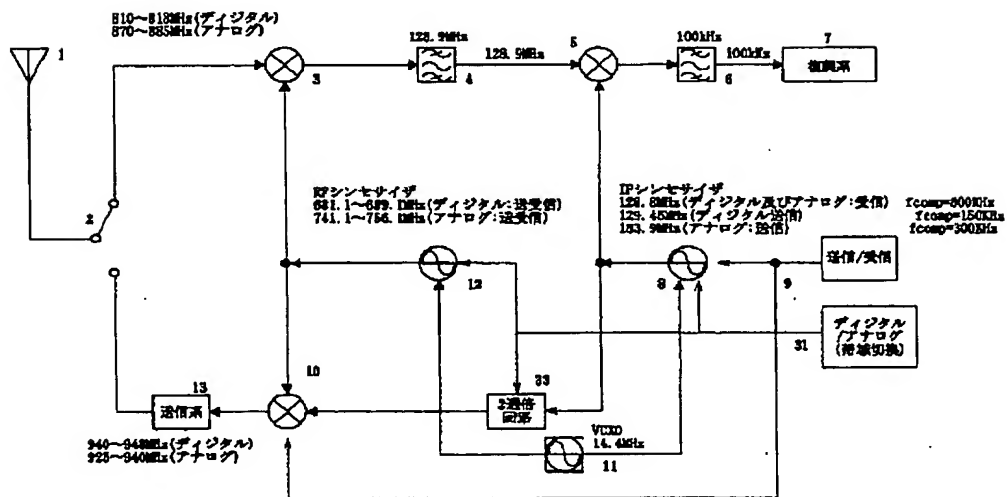 810～818MHz(ディジタル)
870～885MHz(アナログ)
1
2
3
128.9MHz
4
128.9MHz
5
100kHz
6
100kHz
7
復調系
RFシンセサイザ
681.1～689.1MHz(ディジタル:送受信)
741.1～756.1MHz(アナログ:送受信)
12
IFシンセサイザ
128.8MHz(ディジタル及びアナログ:受信) fcomp=600KHz
129.45MHz(ディジタル送信) fcomp=150KHz
183.9MHz(アナログ:送信) fcomp=300KHz
8
9
送信/受信
31
ディジタル
/アナログ
(帯域切換)
10
33
2逓倍
回路
VCXO
14.4MHz
11
13
送信系
940～948MHz(ディジタル)
925～940MHz(アナログ)